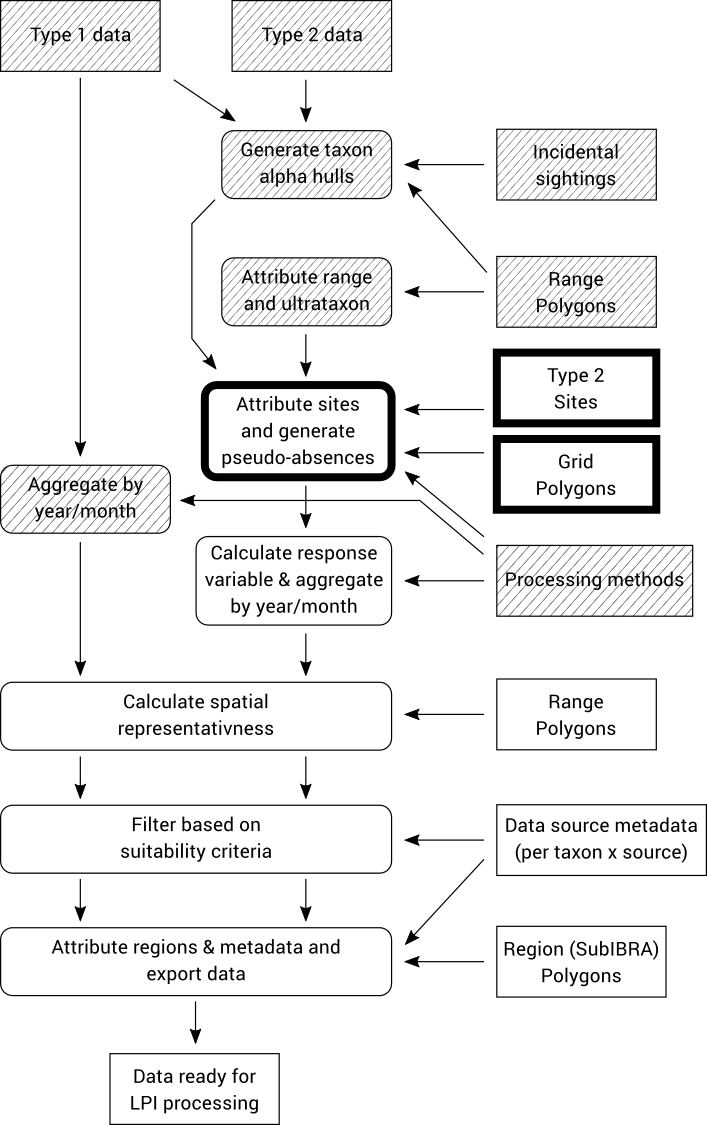 Type 1 data
Type 2 data
Generate taxon
alpha hulls
Incidental
sightings
Attribute range
and ultrataxon
Range
Polygons
Attribute sites
and generate
pseudo-absences
Type 2
Sites
Grid
Polygons
Aggregate by
year/month
Calculate response
variable & aggregate
by year/month
Processing methods
Calculate spatial
representativness
Range
Polygons
Filter based on
suitability criteria
Data source metadata
(per taxon x source)
Attribute regions & metadata and
export data
Region (SubIBRA)
Polygons
Data ready for
LPI processing